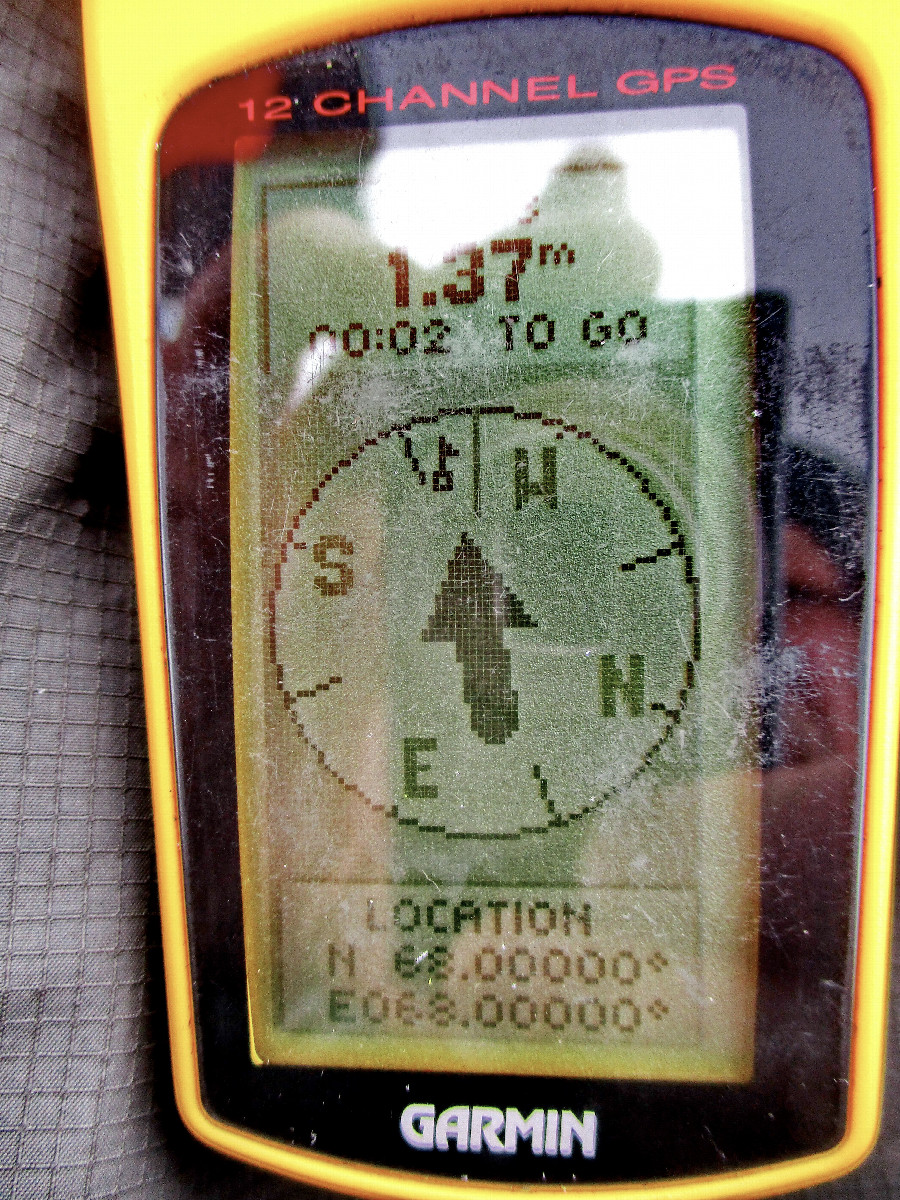 12 CHANNEL GPS
1.37m
00:02 TO GO
W
S
N
E
LOCATION
N 68.00000°
E068.00000°
GARMIN